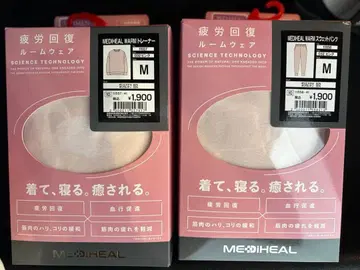 疲労回復
ルームウェア
SCIENCE TECHNOLOGY
MEDIHEAL WARM トレーナー
M
¥1,900
着て、寝る。癒される。
疲労回復
血行促進
筋肉のハリ、コリの緩和
筋肉の疲れを軽減
MEDIHEAL
疲労回復
ルームウェア
SCIENCE TECHNOLOGY
MEDIHEAL WARM スウェットパンツ
M
¥1,900
着て、寝る。癒される。
疲労回復
血行促進
筋肉のハリ、コリの緩和
筋肉の疲れを軽減
MEDIHEAL